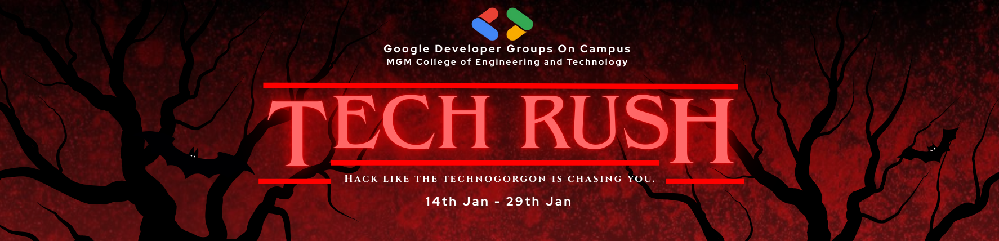 Google Developer Groups On Campus
MGM College of Engineering and Technology
TECH RUSH
HACK LIKE THE TECHNOGORGON IS CHASING YOU.
14th Jan - 29th Jan